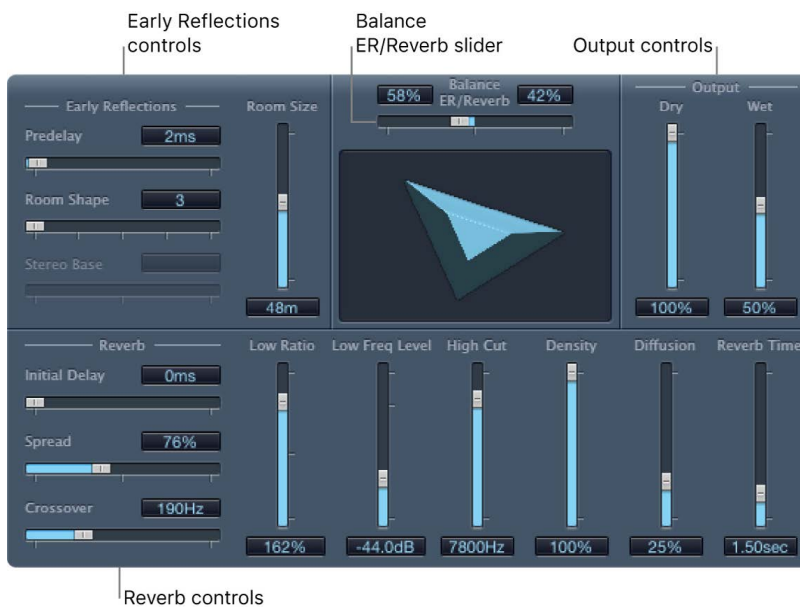 Early Reflections
controls
Balance
ER/Reverb slider
Output controls
Early Reflections
Room Size
58%
Balance
ER/Reverb
42%
Output
Dry
Wet
Predelay
2ms
Room Shape
3
Stereo Base
48m
100%
50%
Reverb
Low Ratio
Low Freq Level
High Cut
Density
Diffusion
Reverb Time
Initial Delay
0ms
Spread
76%
Crossover
190Hz
162%
-44.0dB
7800Hz
100%
25%
1.50sec
Reverb controls